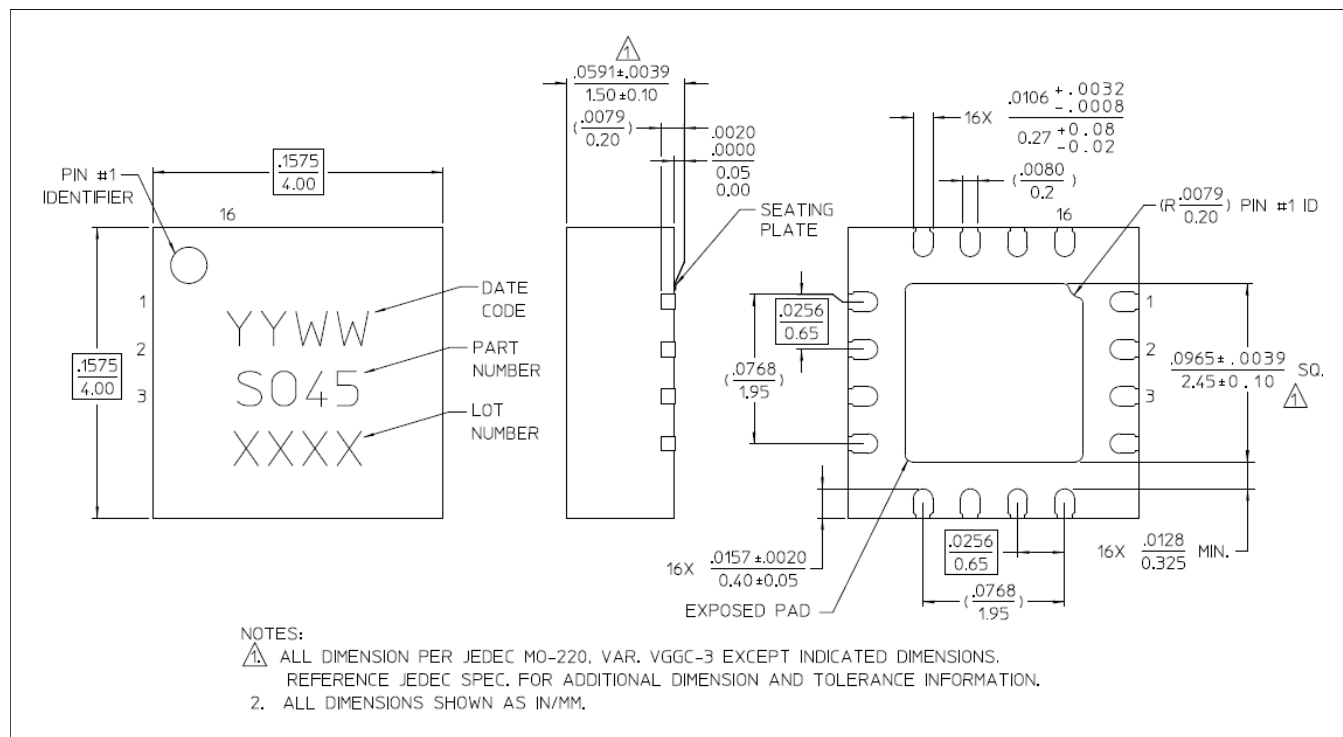 PIN #1
IDENTIFIER
.1575
4.00
16
1
2
3
.1575
4.00
YYWW
SO45
XXXX
DATE
CODE
PART
NUMBER
LOT
NUMBER
1
.0591±.0039
1.50±0.10
(.0079
0.20)
.0020
.0000
0.05
0.00
SEATING
PLATE
16X .0106 +.0032
-.0008
0.27 +0.08
-0.02
(.0080
0.2)
16
(R.0079
0.20) PIN #1 ID
.0256
0.65
(.0768
1.95)
1
2
3
.0965±.0039
2.45±0.10 SQ.
1
16X .0157±.0020
0.40±0.05
EXPOSED PAD
.0256
0.65
(.0768
1.95)
16X .0128
0.325 MIN.
NOTES:
1. ALL DIMENSION PER JEDEC MO-220, VAR. VGGC-3 EXCEPT INDICATED DIMENSIONS.
REFERENCE JEDEC SPEC. FOR ADDITIONAL DIMENSION AND TOLERANCE INFORMATION.
2. ALL DIMENSIONS SHOWN AS IN/MM.